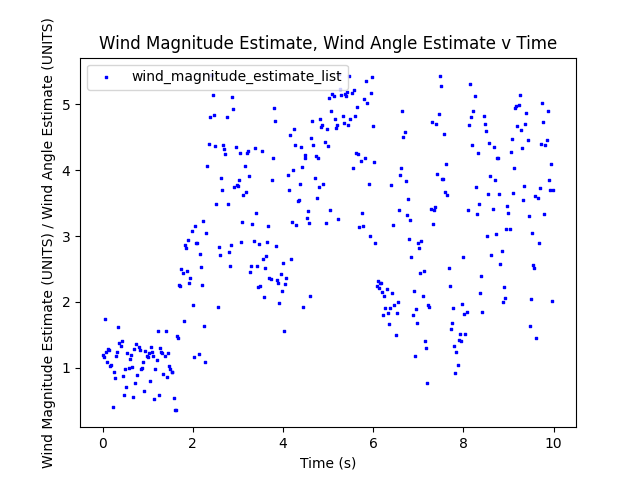 Wind Magnitude Estimate, Wind Angle Estimate v Time
wind_magnitude_estimate_list
Wind Magnitude Estimate (UNITS) / Wind Angle Estimate (UNITS)
5
4
3
2
1
0 2 4 6 8 10
Time (s)